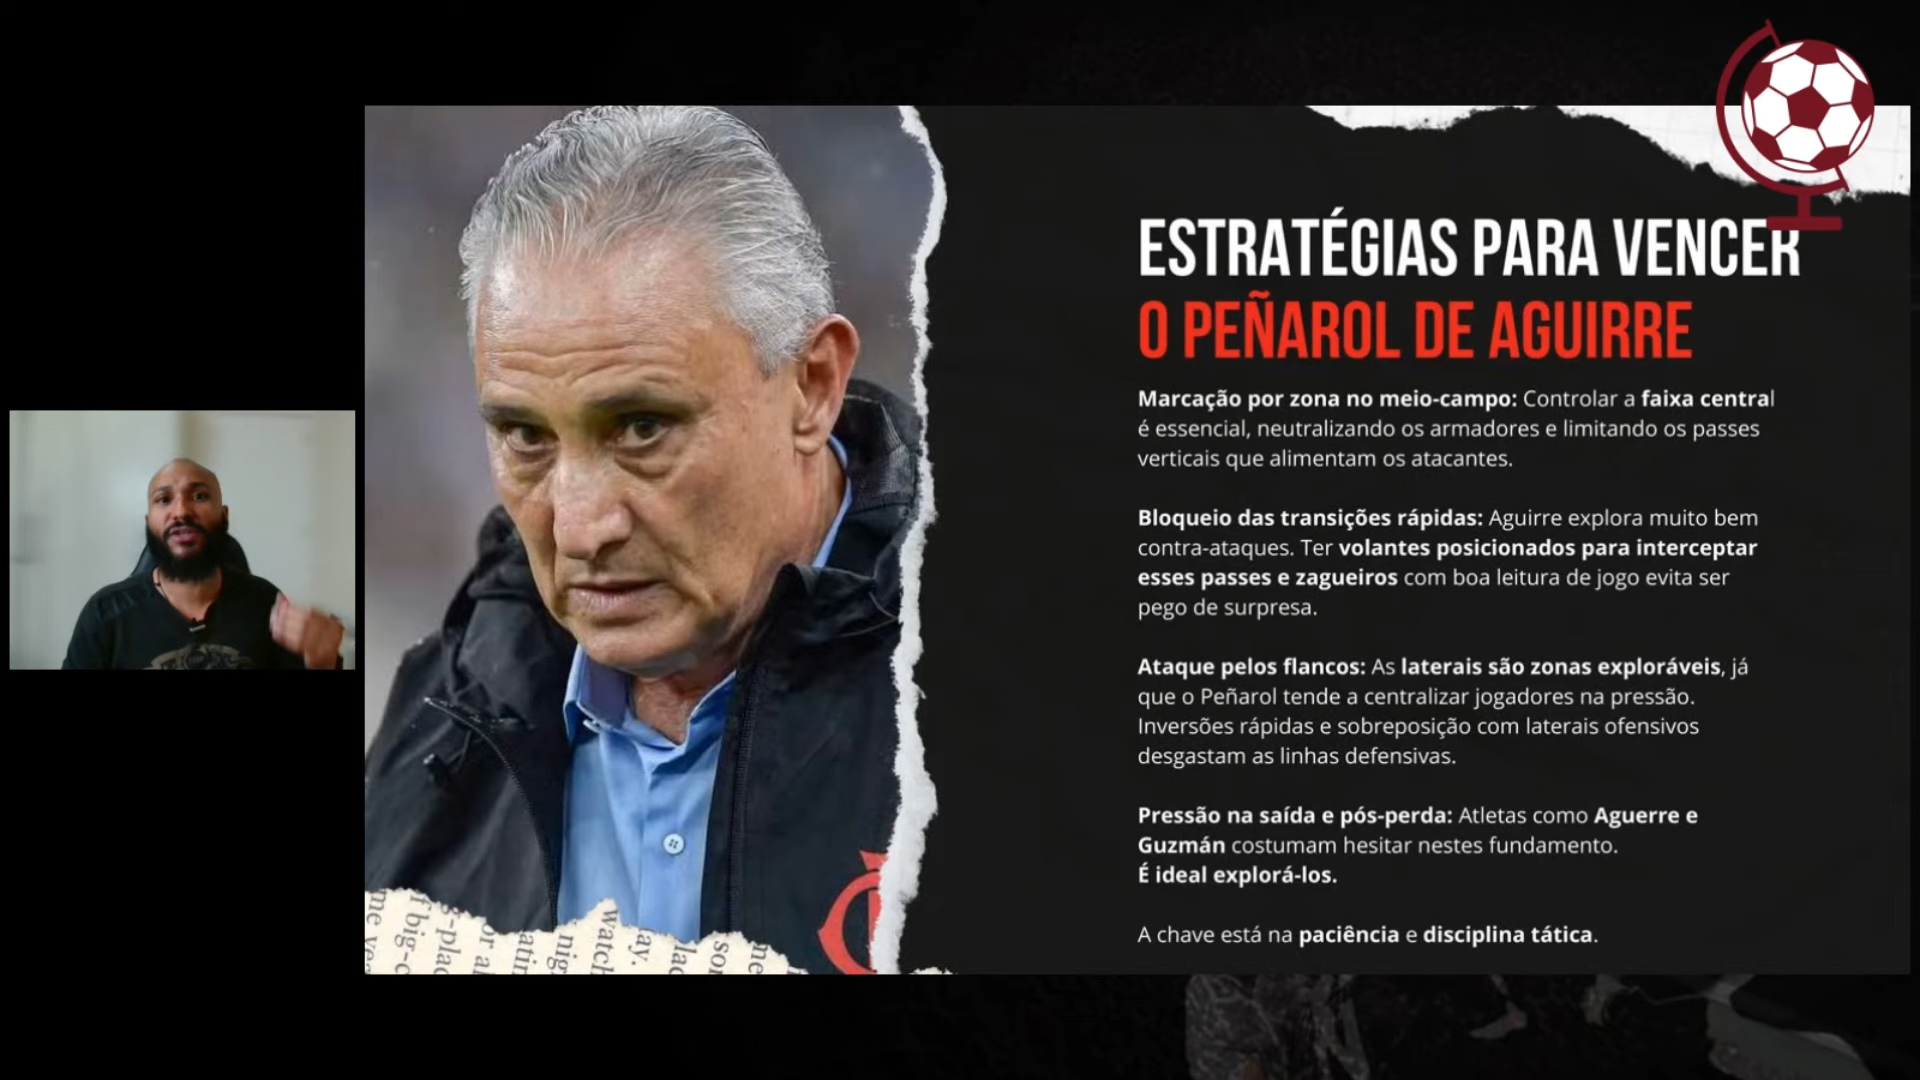 ESTRATÉGIAS PARA VENCER
O PEÑAROL DE AGUIRRE
Marcação por zona no meio-campo: Controlar a faixa central
é essencial, neutralizando os armadores e limitando os passes
verticais que alimentam os atacantes.
Bloqueio das transições rápidas: Aguirre explora muito bem
contra-ataques. Ter volantes posicionados para interceptar
esses passes e zagueiros com boa leitura de jogo evita ser
pego de surpresa.
Ataque pelos flancos: As laterais são zonas exploráveis, já
que o Peñarol tende a centralizar jogadores na pressão.
Inversões rápidas e sobreposição com laterais ofensivos
desgastam as linhas defensivas.
Pressão na saída e pós-perda: Atletas como Aguerre e
Guzmán costumam hesitar nestes fundamento.
É ideal explorá-los.
A chave está na paciência e disciplina tática.